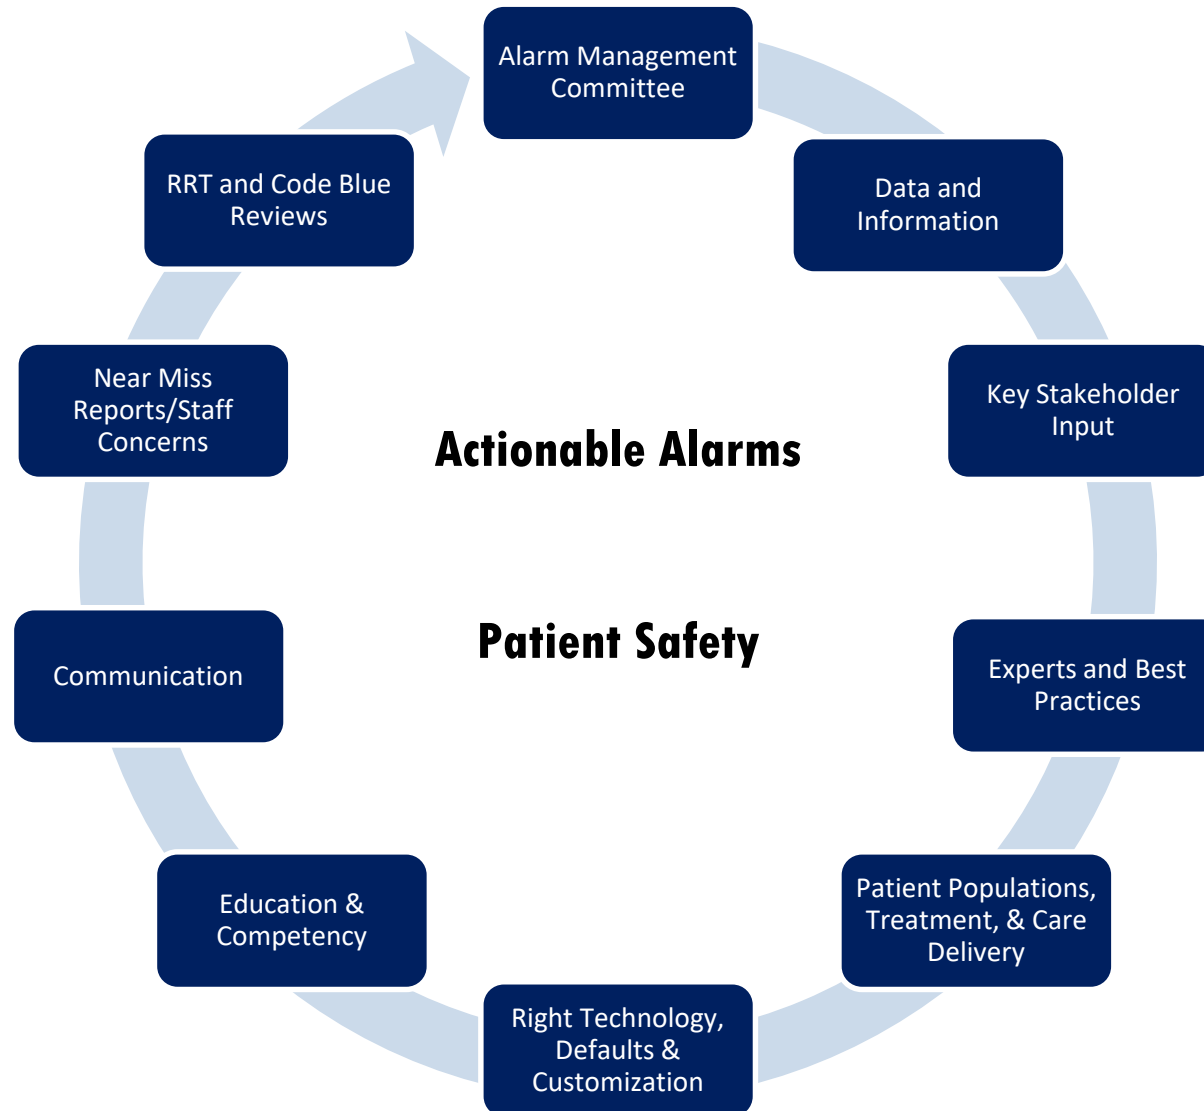 Alarm Management
Committee
Data and
Information
Key Stakeholder
Input
Experts and Best
Practices
Patient Populations,
Treatment, & Care
Delivery
Right Technology,
Defaults &
Customization
Education &
Competency
Communication
Near Miss
Reports/Staff
Concerns
RRT and Code Blue
Reviews
Actionable Alarms
Patient Safety